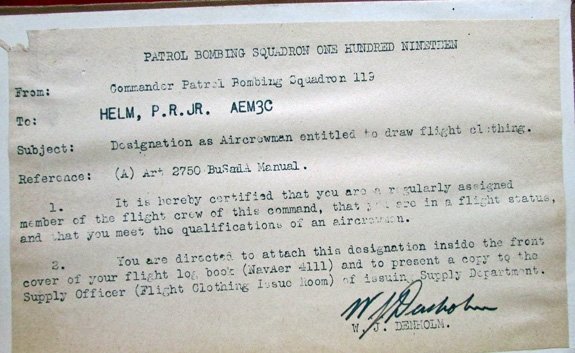 PATROL BOMBING SQUADRON ONE HUNDRED NINETEEN
From: Commander Patrol Bombing Squadron 119
To: HELM, P.R.JR. AEM3C
Subject: Designation as Aircrewman entitled to draw flight clothing.
Reference: (A) Art 2750 BuSandA Manual.
1. It is hereby certified that you are a regularly assigned
member of the flight crew of this command, that you are in a flight status,
and that you meet the qualifications of an aircrewman.
2. You are directed to attach this designation inside the front
cover of your flight log book (NavAer 4111) and to present a copy to the
Supply Officer (Flight Clothing Issue Room) of issuing Supply Department.
W J Denholm
W. J. DENHOLM.